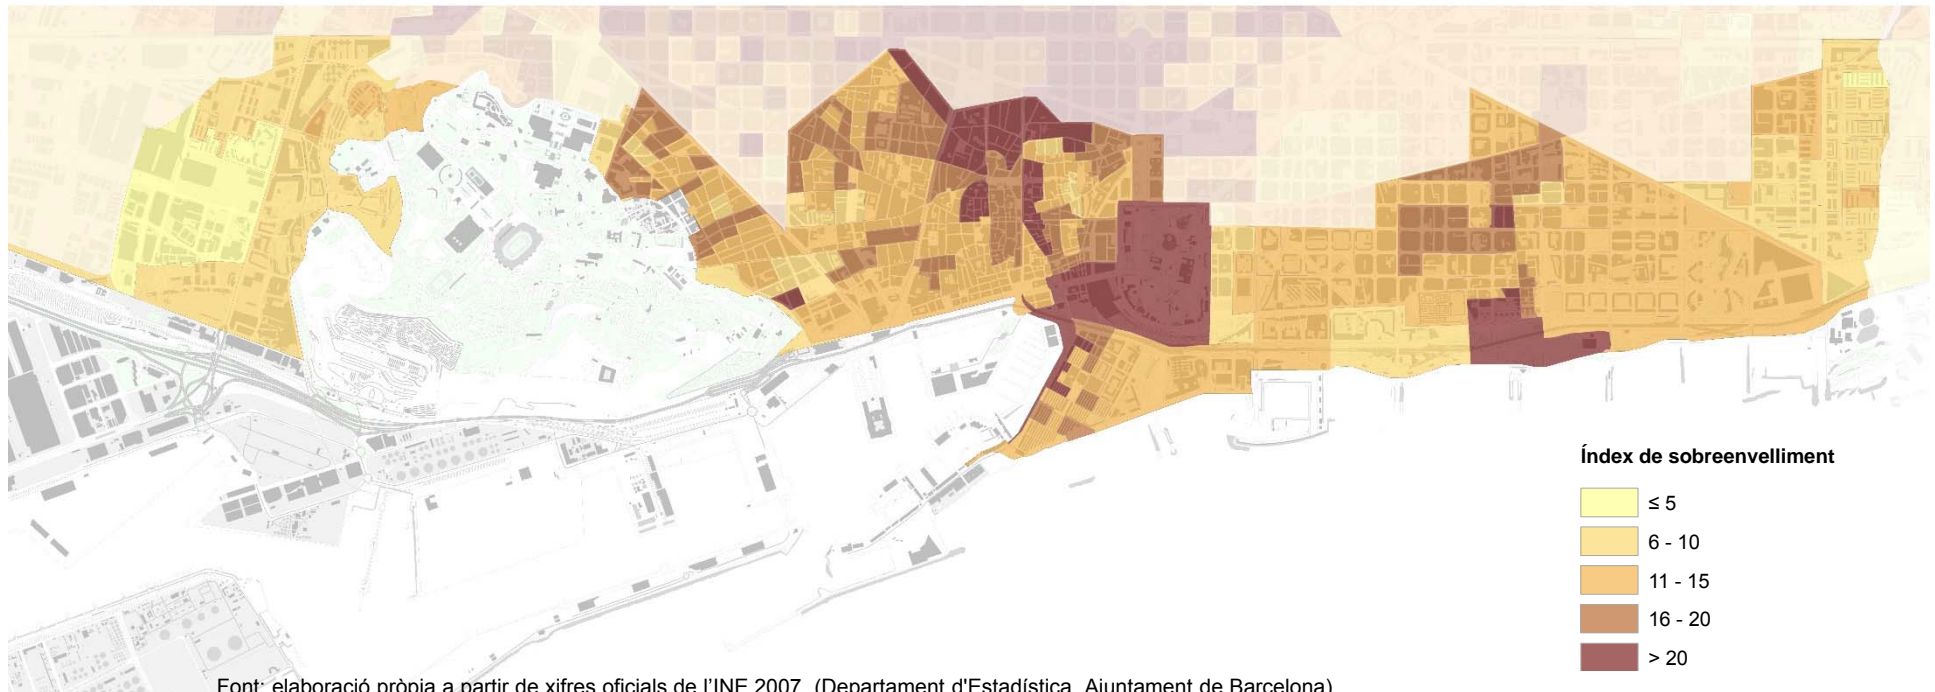 Índex de sobreenvelliment
≤ 5
6 - 10
11 - 15
16 - 20
> 20
Font: elaboració pròpia a partir de xifres oficials de l'INE 2007. (Departament d'Estadística. Ajuntament de Barcelona)